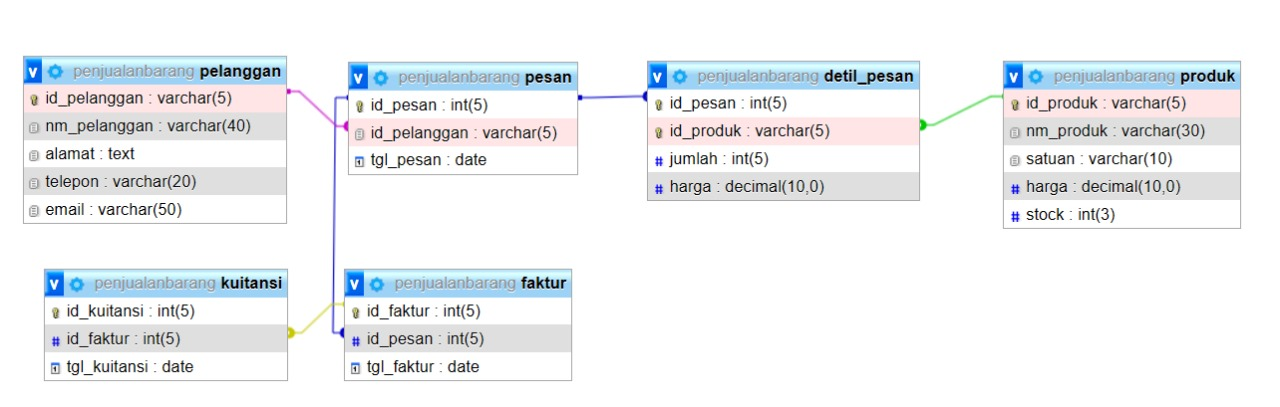 v penjualanbarang pelanggan
id_pelanggan : varchar(5)
nm_pelanggan : varchar(40)
alamat : text
telepon : varchar(20)
email : varchar(50)
v penjualanbarang pesan
id_pesan : int(5)
id_pelanggan : varchar(5)
tgl_pesan : date
v penjualanbarang detil_pesan
id_pesan : int(5)
id_produk : varchar(5)
# jumlah : int(5)
# harga : decimal(10,0)
v penjualanbarang produk
id_produk : varchar(5)
nm_produk : varchar(30)
satuan : varchar(10)
# harga : decimal(10,0)
# stock : int(3)
v penjualanbarang kuitansi
id_kuitansi : int(5)
# id_faktur : int(5)
tgl_kuitansi : date
v penjualanbarang faktur
id_faktur : int(5)
# id_pesan : int(5)
tgl_faktur : date